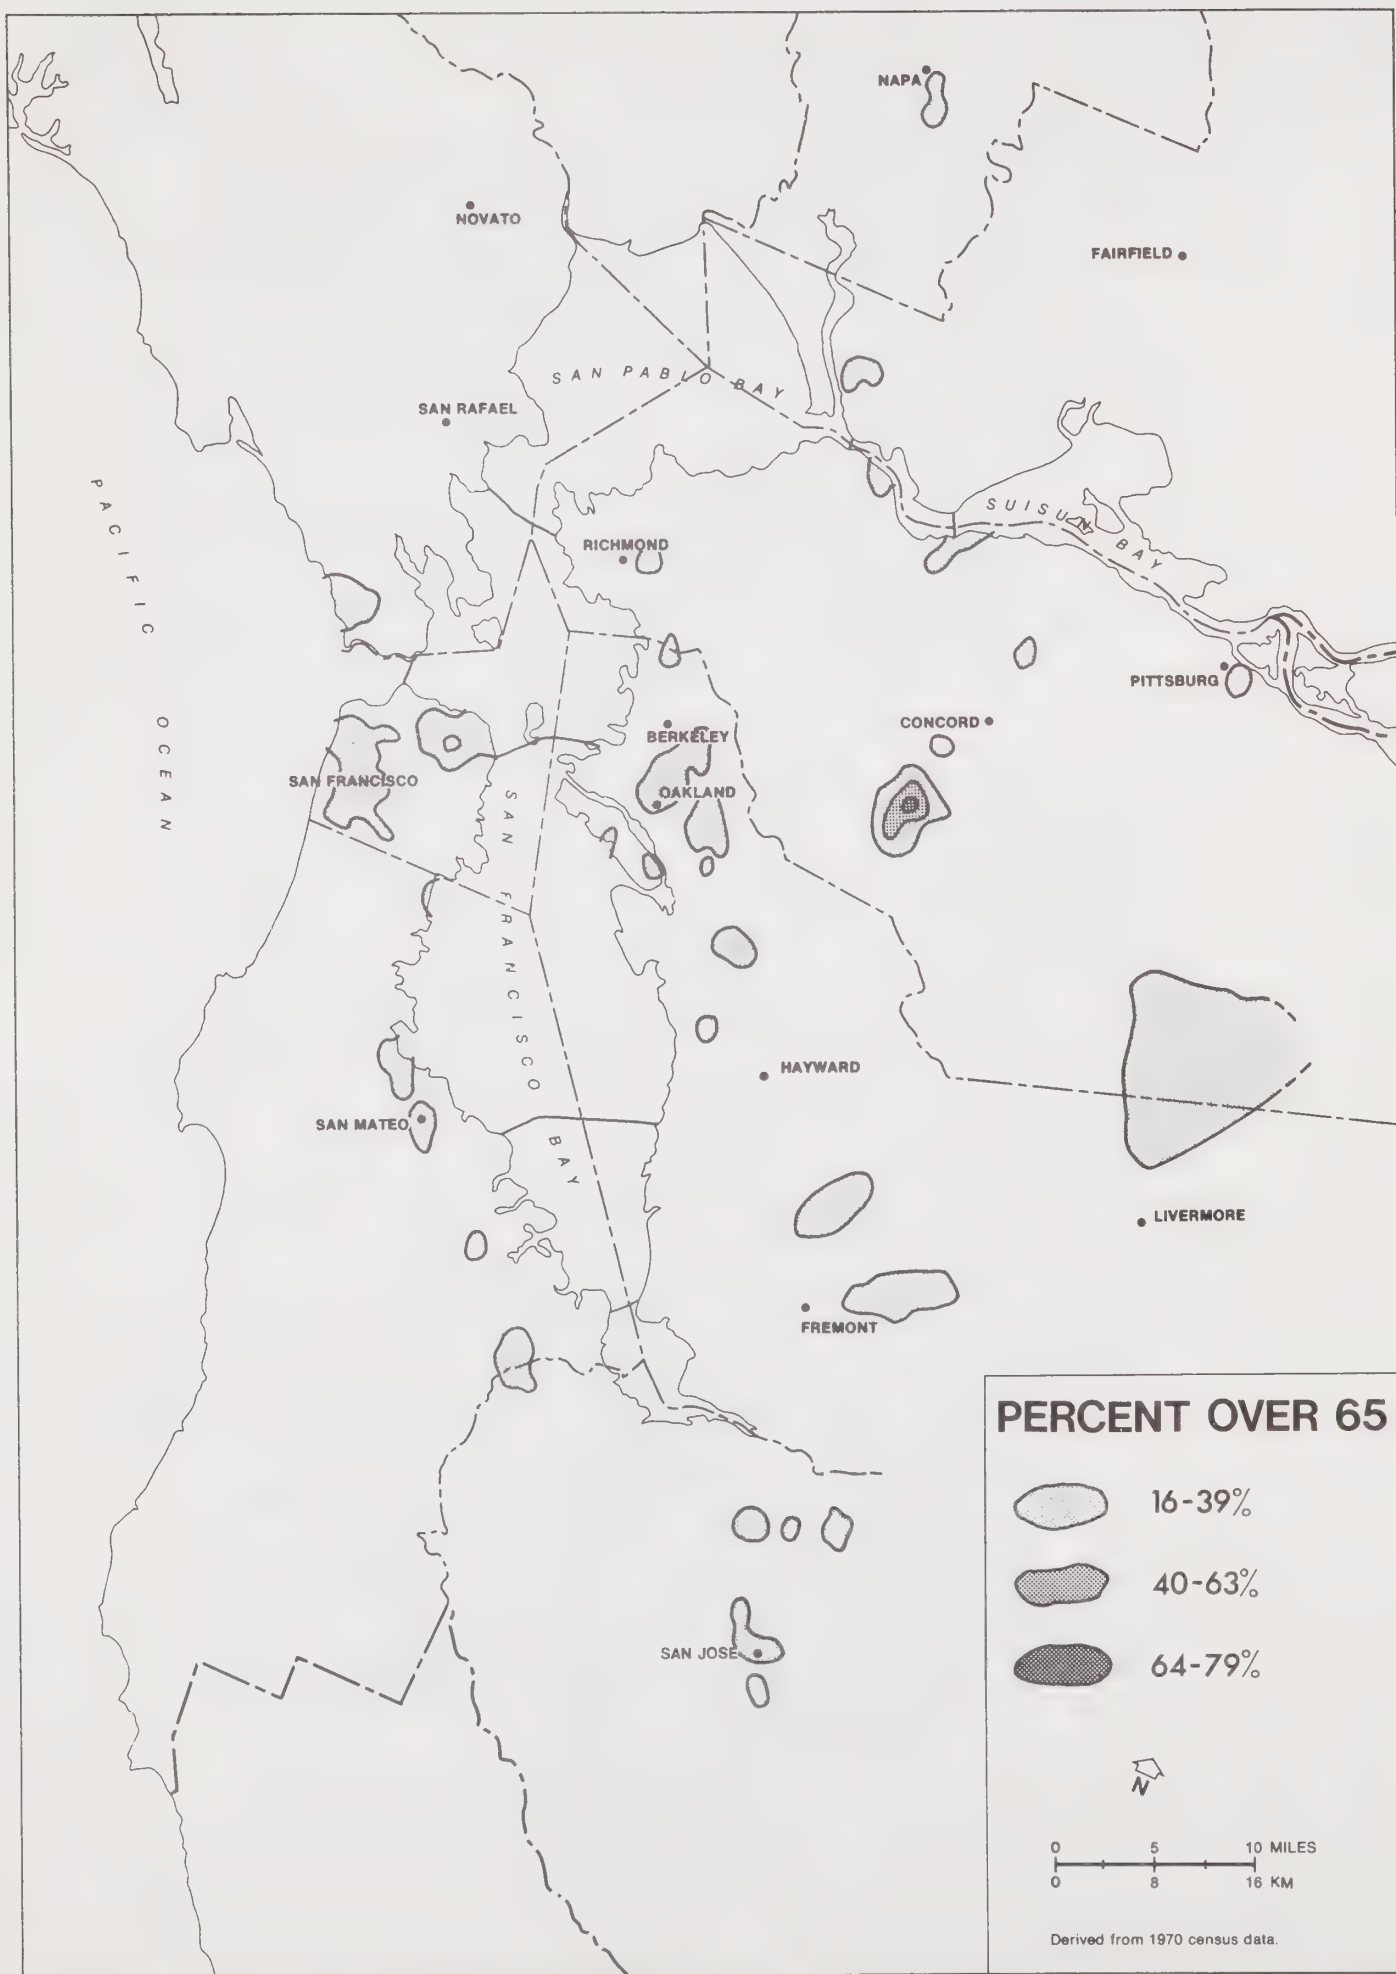 NAPA
NOVATO
FAIRFIELD
SAN PABLO BAY
SAN RAFAEL
PACIFIC OCEAN
SUISUN BAY
RICHMOND
PITTSBURG
CONCORD
BERKELEY
SAN FRANCISCO
OAKLAND
SAN FRANCISCO BAY
HAYWARD
SAN MATEO
LIVERMORE
FREMONT
SAN JOSE
PERCENT OVER 65
16-39%
40-63%
64-79%
N
0 5 10 MILES
0 8 16 KM
Derived from 1970 census data.